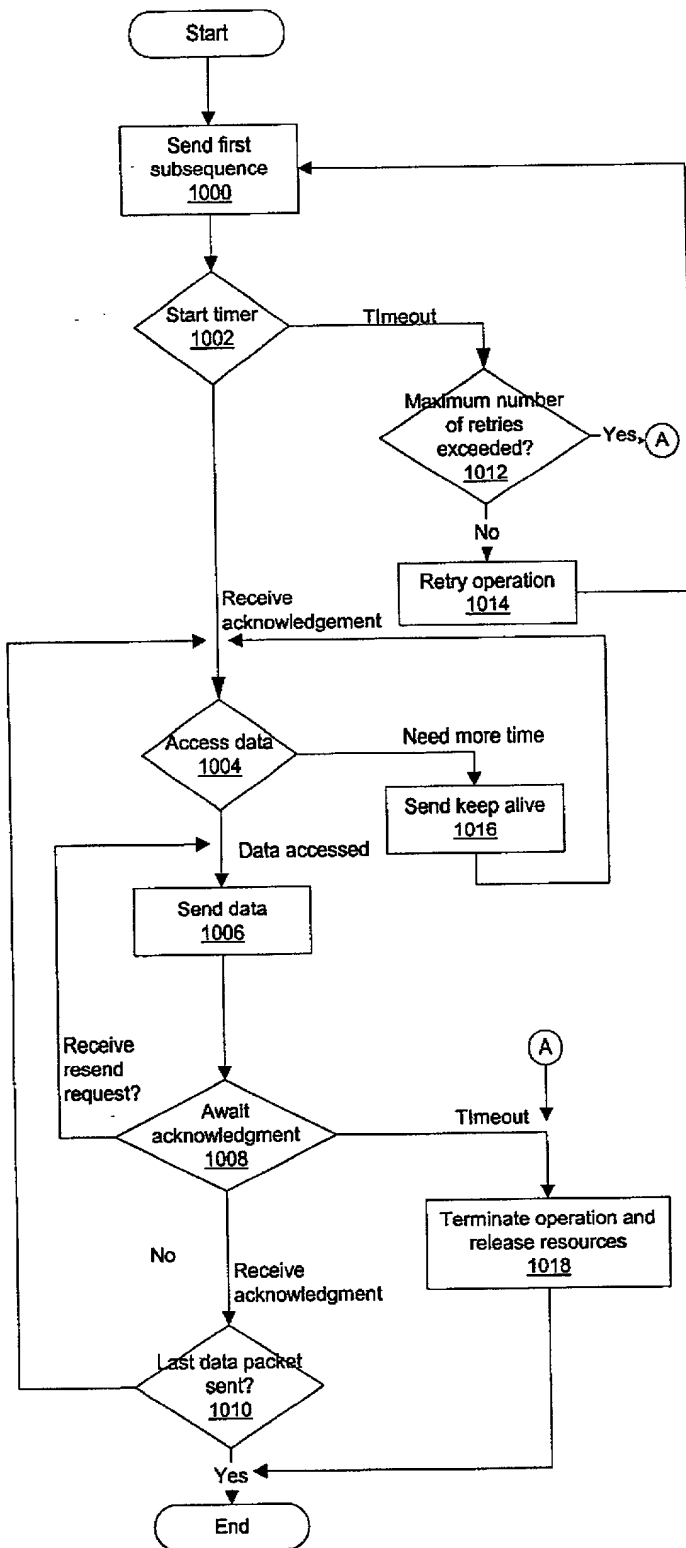 Start
Send first
subsequence
1000
Start timer
1002
TImeout
Maximum number
of retries
exceeded?
1012
Yes
A
No
Retry operation
1014
Receive
acknowledgement
Access data
1004
Need more time
Send keep alive
1016
Data accessed
Send data
1006
Receive
resend
request?
A
Await
acknowledgment
1008
TImeout
Terminate operation and
release resources
1018
No
Receive
acknowledgment
Last data packet
sent?
1010
Yes
End